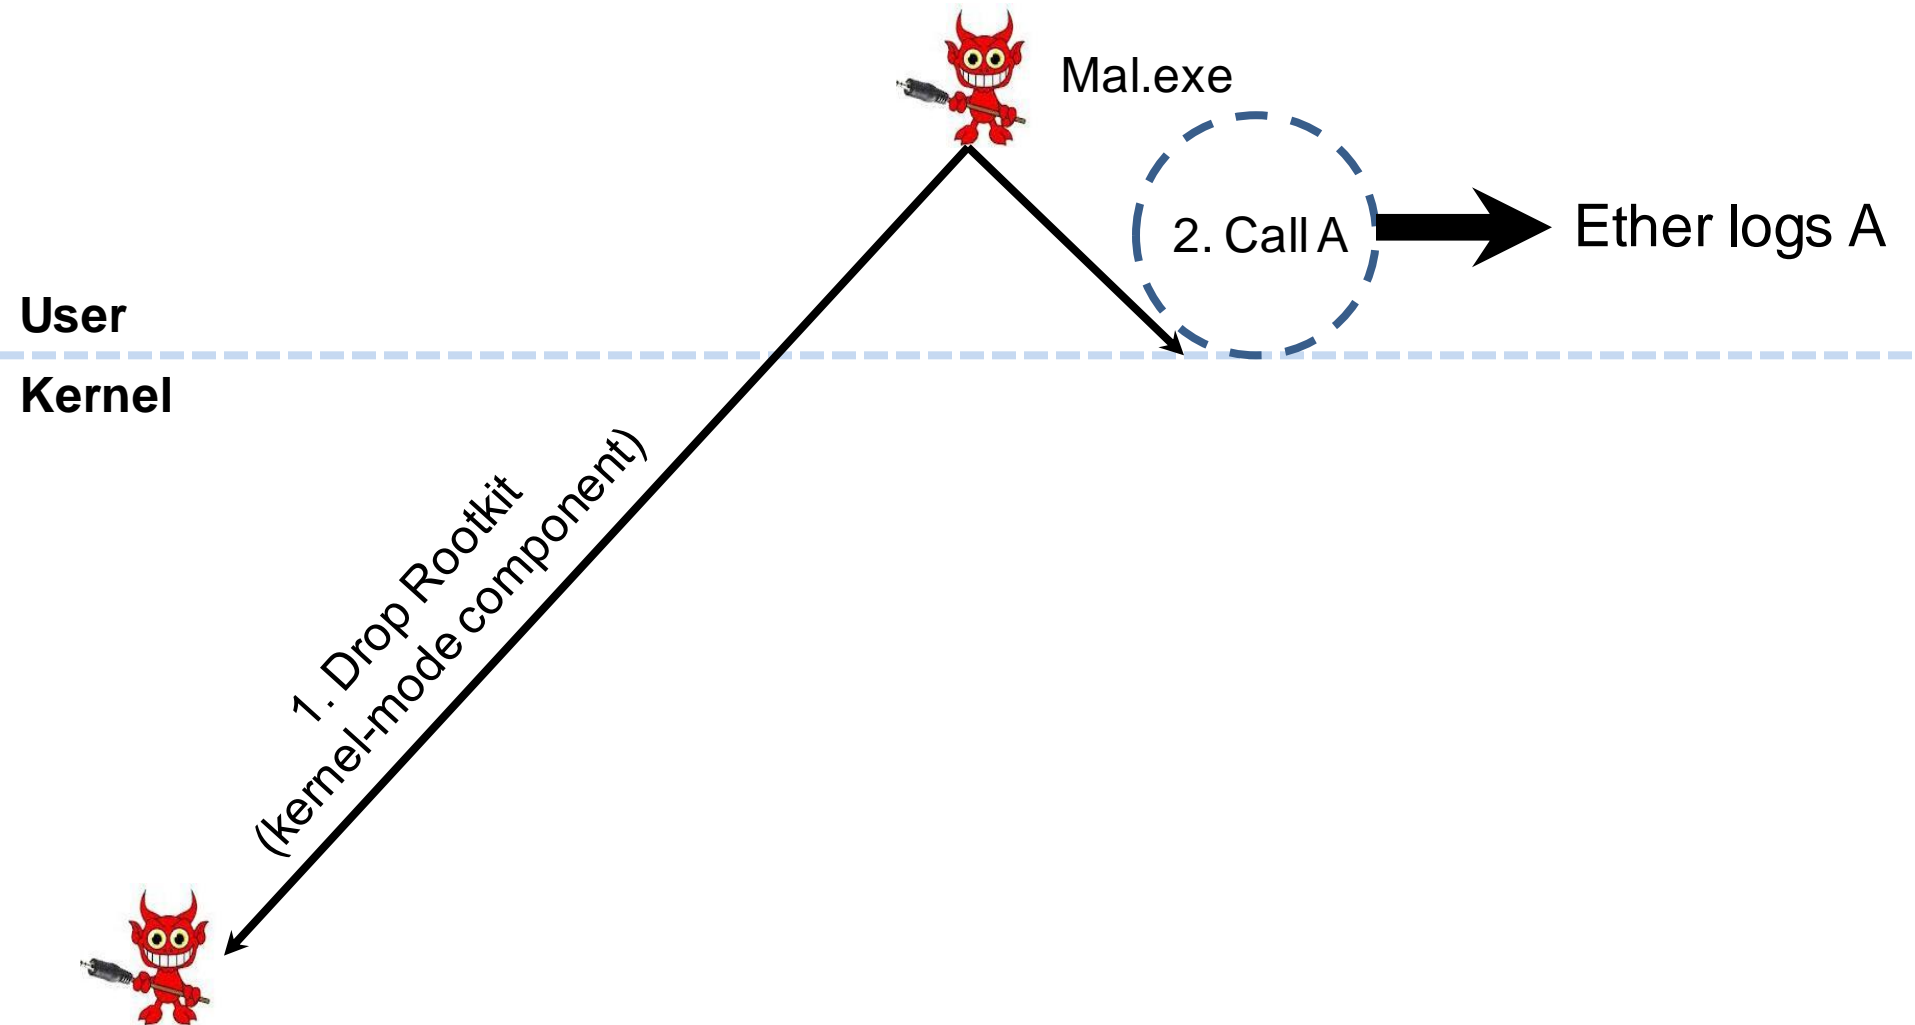 Mal.exe
2. Call A
Ether logs A
User
Kernel
1. Drop Rootkit
(kernel-mode component)